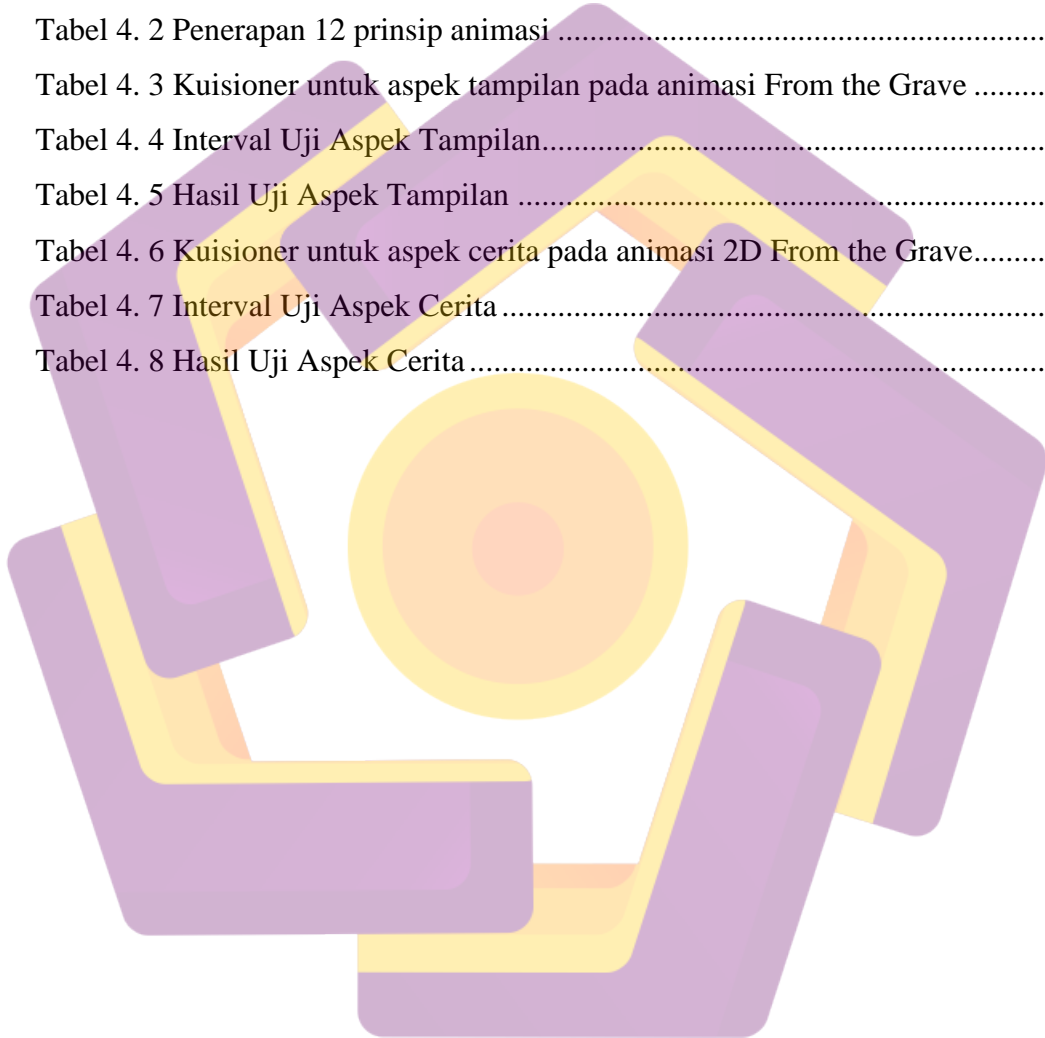 Tabel 4. 2 Penerapan 12 prinsip animasi ............................................................
Tabel 4. 3 Kuisioner untuk aspek tampilan pada animasi From the Grave .........
Tabel 4. 4 Interval Uji Aspek Tampilan..............................................................
Tabel 4. 5 Hasil Uji Aspek Tampilan .................................................................
Tabel 4. 6 Kuisioner untuk aspek cerita pada animasi 2D From the Grave.........
Tabel 4. 7 Interval Uji Aspek Cerita ...................................................................
Tabel 4. 8 Hasil Uji Aspek Cerita .......................................................................